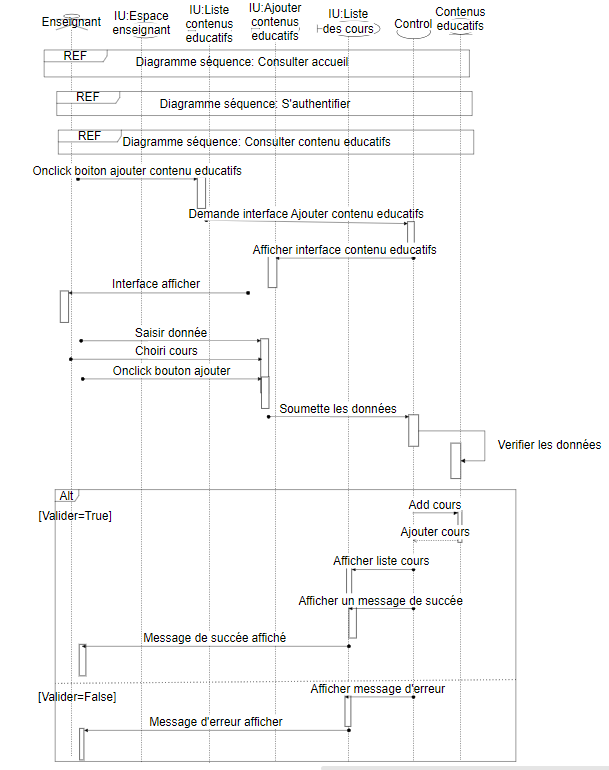 Enseignant
IU:Espace
enseignant
IU:Liste
contenus
educatifs
IU:Ajouter
contenus
educatifs
IU:Liste
des cours
Control
Contenus
educatifs
REF
Diagramme séquence: Consulter accueil
REF
Diagramme séquence: S'authentifier
REF
Diagramme séquence: Consulter contenu educatifs
Onclick boiton ajouter contenu educatifs
Demande interface Ajouter contenu educatifs
Afficher interface contenu educatifs
Interface afficher
Saisir donnée
Choiri cours
Onclick bouton ajouter
Soumette les données
Verifier les données
Alt
[Valider=True]
Add cours
Ajouter cours
Afficher liste cours
Afficher un message de succée
Message de succée affiché
[Valider=False]
Afficher message d'erreur
Message d'erreur afficher